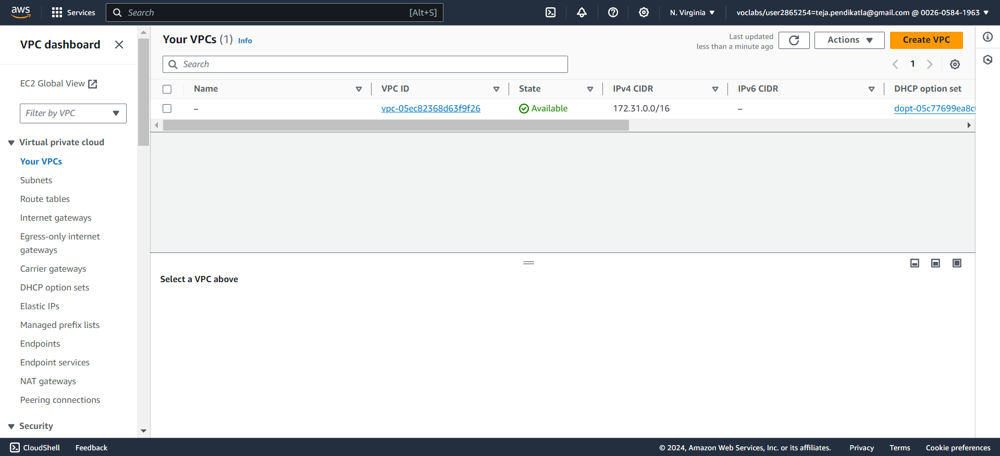 aws
Services
Search
[Alt+S]
N. Virginia
voclabs/user2865254=teja.pendikatla@gmail.com @ 0026-0584-1963
VPC dashboard
EC2 Global View
Filter by VPC
Virtual private cloud
Your VPCs
Subnets
Route tables
Internet gateways
Egress-only internet
gateways
Carrier gateways
DHCP option sets
Elastic IPs
Managed prefix lists
Endpoints
Endpoint services
NAT gateways
Peering connections
Security
Your VPCs (1) Info
Last updated
less than a minute ago
Actions
Create VPC
Search
1
Name VPC ID State IPv4 CIDR IPv6 CIDR DHCP option set
– vpc-05ec82368d63f9f26 Available 172.31.0.0/16 – dopt-05c77699ea8c
Select a VPC above
CloudShell
Feedback
© 2024, Amazon Web Services, Inc. or its affiliates.
Privacy
Terms
Cookie preferences